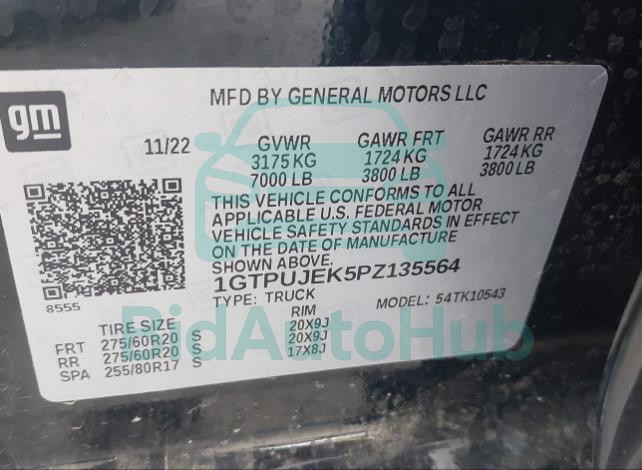 gm
MFD BY GENERAL MOTORS LLC
11/22 GVWR GAWR FRT GAWR RR
3175 KG 1724 KG 1724 KG
7000 LB 3800 LB 3800 LB
THIS VEHICLE CONFORMS TO ALL
APPLICABLE U.S. FEDERAL MOTOR
VEHICLE SAFETY STANDARDS IN EFFECT
ON THE DATE OF MANUFACTURE
SHOWN ABOVE.
1GTPUJEK5PZ135564
8555 TYPE: TRUCK MODEL: 54TK10543
TIRE SIZE RIM
FRT 275/60R20 S 20X9J
RR 275/60R20 S 20X9J
SPA 255/80R17 S 17X8J
BidAutoHub